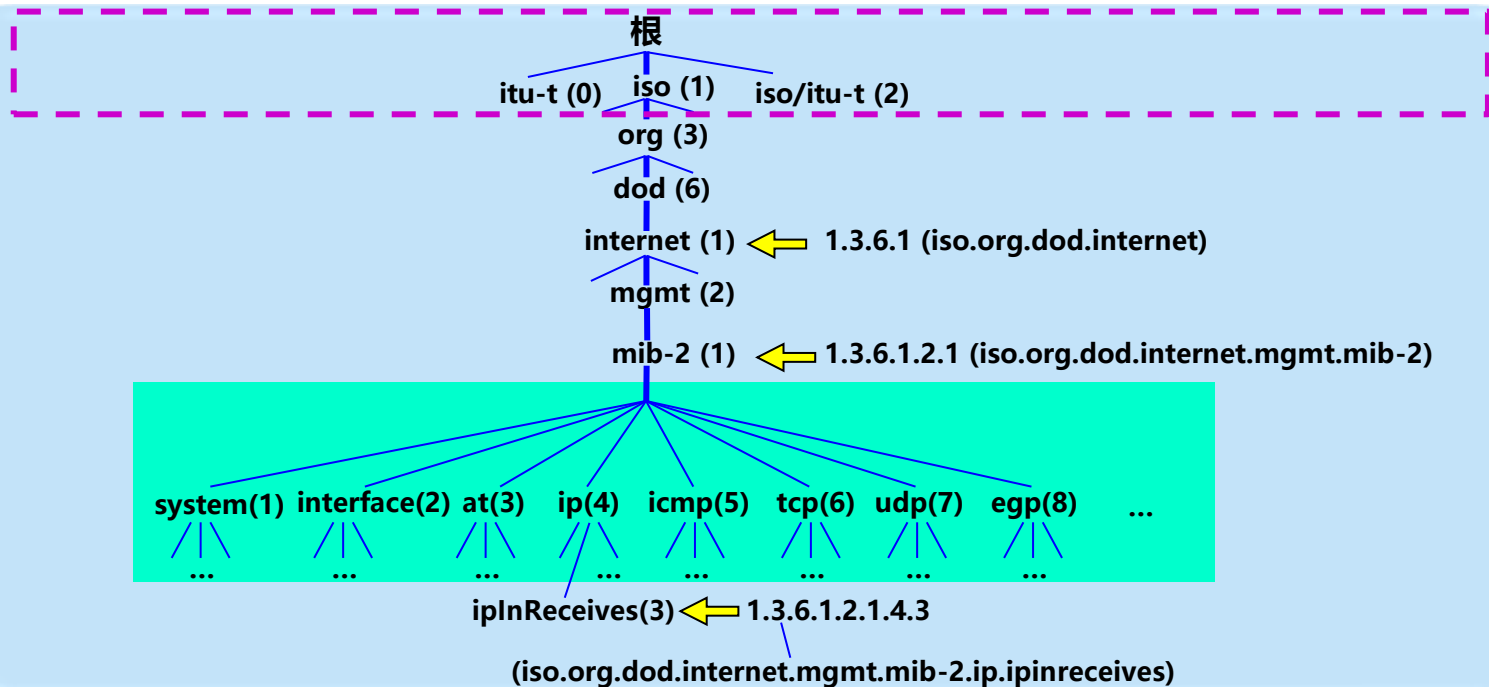 根
itu-t (0) iso (1) iso/itu-t (2)
org (3)
dod (6)
internet (1) 1.3.6.1 (iso.org.dod.internet)
mgmt (2)
mib-2 (1) 1.3.6.1.2.1 (iso.org.dod.internet.mgmt.mib-2)
system(1) interface(2) at(3) ip(4) icmp(5) tcp(6) udp(7) egp(8) ...
... ... ... ... ... ... ... ...
ipInReceives(3) 1.3.6.1.2.1.4.3
(iso.org.dod.internet.mgmt.mib-2.ip.ipinreceives)